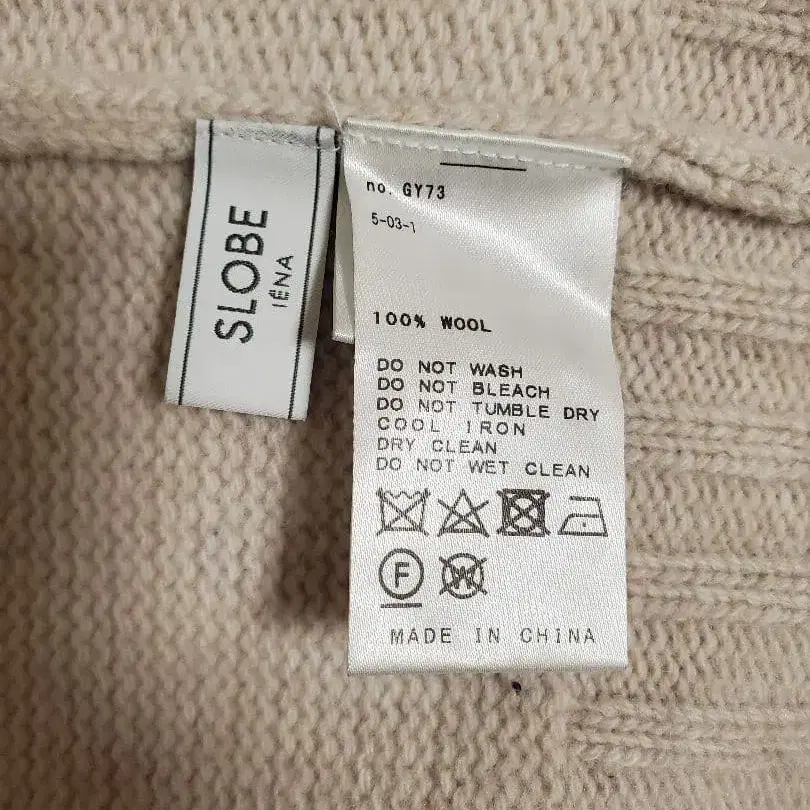 SLOBE
IÉNA
no. GY73
5-03-1
100% WOOL
DO NOT WASH
DO NOT BLEACH
DO NOT TUMBLE DRY
COOL IRON
DRY CLEAN
DO NOT WET CLEAN
F
W
MADE IN CHINA